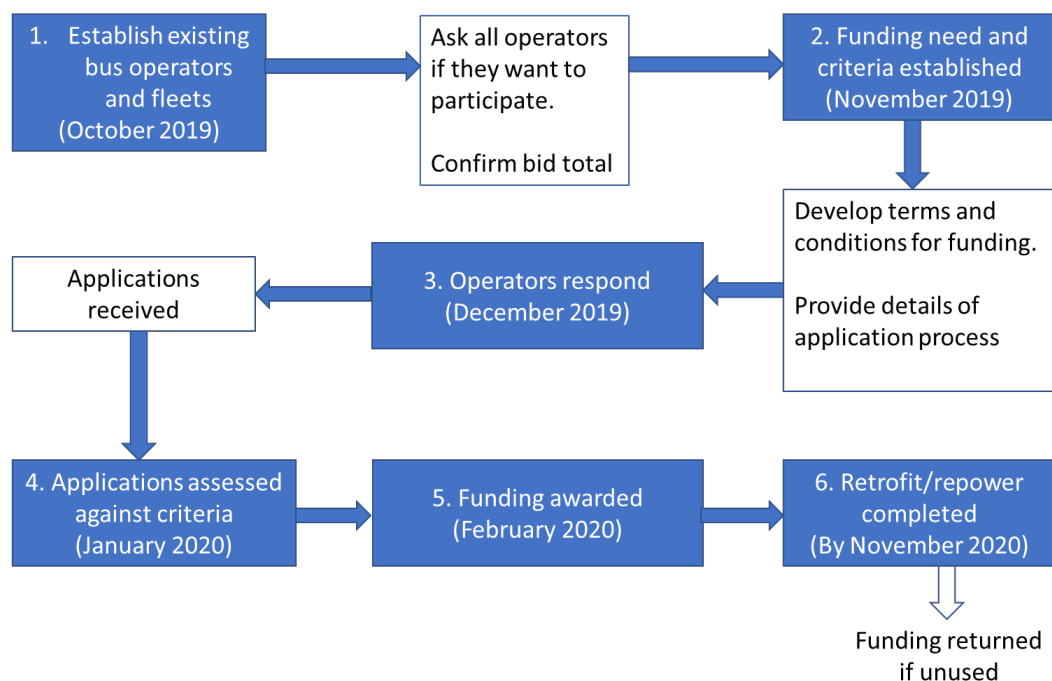 1. Establish existing
bus operators
and fleets
(October 2019)
Ask all operators
if they want to
participate.
Confirm bid total
2. Funding need and
criteria established
(November 2019)
Develop terms and
conditions for funding.
Provide details of
application process
3. Operators respond
(December 2019)
Applications
received
4. Applications assessed
against criteria
(January 2020)
5. Funding awarded
(February 2020)
6. Retrofit/repower
completed
(By November 2020)
Funding returned
if unused